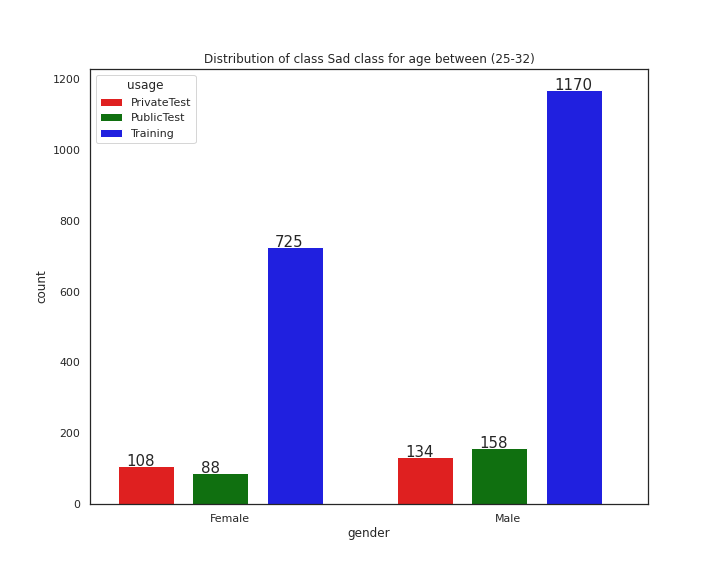 Distribution of class Sad class for age between (25-32)
usage
PrivateTest
PublicTest
Training
1200
1000
800
600
400
200
0
count
108
88
725
134
158
1170
Female
Male
gender